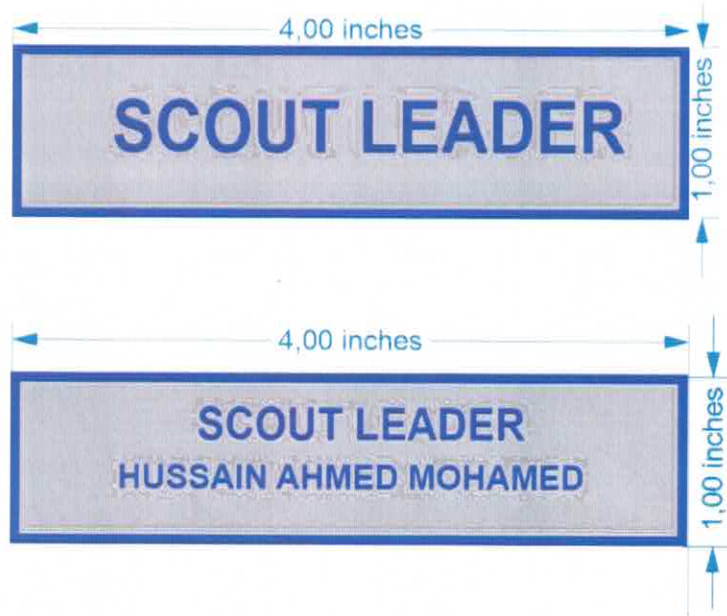 4,00 inches
SCOUT LEADER
1,00 inches
4,00 inches
SCOUT LEADER
HUSSAIN AHMED MOHAMED
1,00 inches